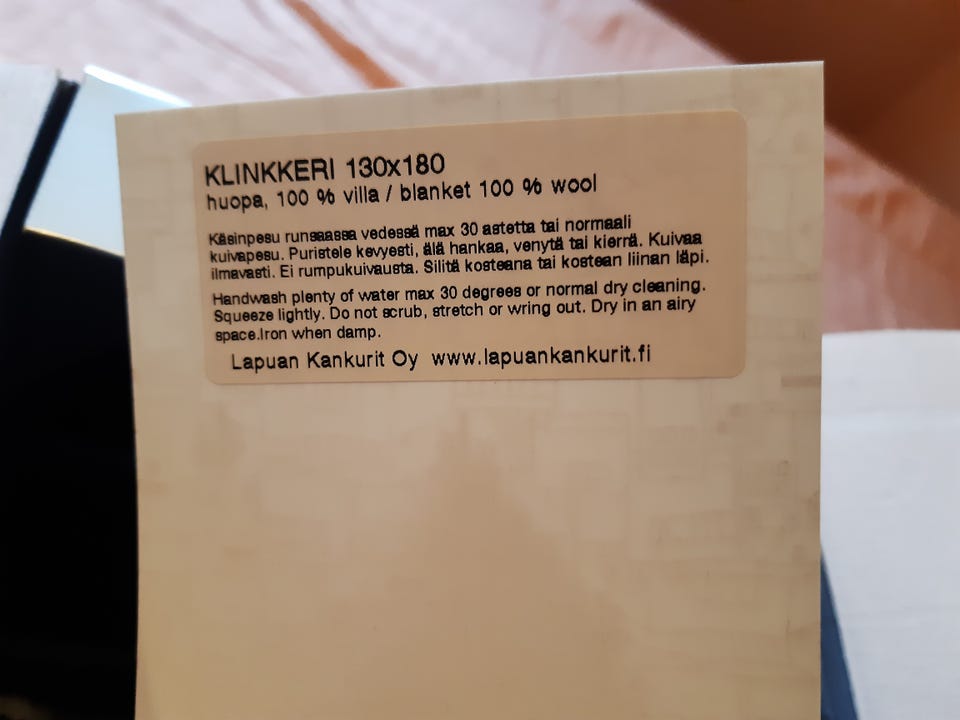 KLINKKERI 130x180
huopa, 100 % villa / blanket 100 % wool
Käsinpesu runsaassa vedessä max 30 astetta tai normaali
kuivapesu. Puristele kevyesti, älä hankaa, venytä tai kierrä. Kuivaa
ilmavasti. Ei rumpukuivausta. Silitä kosteana tai kostean liinan läpi.
Handwash plenty of water max 30 degrees or normal dry cleaning.
Squeeze lightly. Do not scrub, stretch or wring out. Dry in an airy
space.Iron when damp.
Lapuan Kankurit Oy www.lapuankankurit.fi